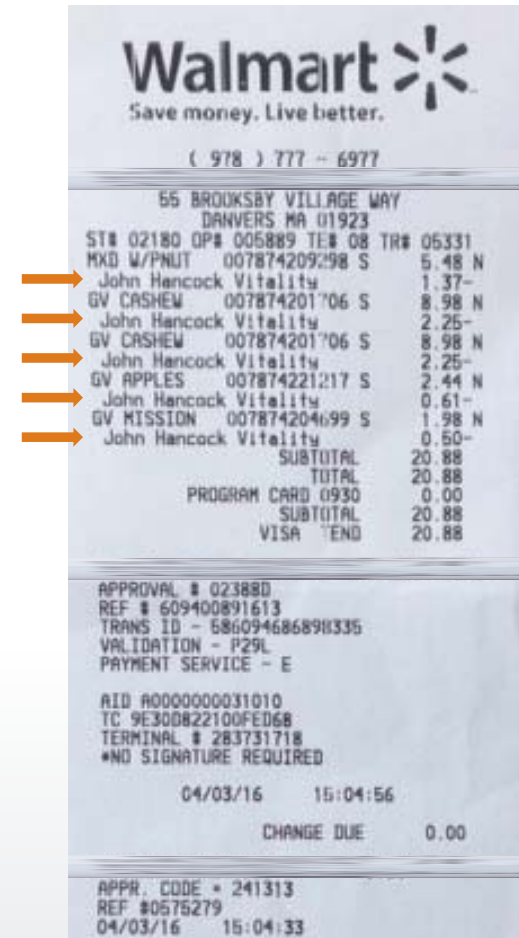 Walmart
Save money. Live better.
( 978 ) 777 - 6977
55 BROOKSBY VILLAGE WAY
DANVERS MA 01923
ST# 02180 OP# 005889 TE# 08 TR# 05331
MXD W/PNUT 007874209298 S 5.48 N
John Hancock Vitality 1.37-
GV CASHEW 007874201706 S 8.98 N
John Hancock Vitality 2.25-
GV CASHEW 007874201706 S 8.98 N
John Hancock Vitality 2.25-
GV APPLES 007874221217 S 2.44 N
John Hancock Vitality 0.61-
GV MISSION 007874204699 S 1.98 N
John Hancock Vitality 0.50-
SUBTOTAL 20.88
TOTAL 20.88
PROGRAM CARD 0930 0.00
SUBTOTAL 20.88
VISA TEND 20.88
APPROVAL # 02388D
REF # 609400891613
TRANS ID - 586094686898335
VALIDATION - P29L
PAYMENT SERVICE - E
AID A0000000031010
TC 9E30D822100FED68
TERMINAL # 283731718
*NO SIGNATURE REQUIRED
04/03/16 15:04:56
CHANGE DUE 0.00
APPR. CODE = 241313
REF #0575279
04/03/16 15:04:33